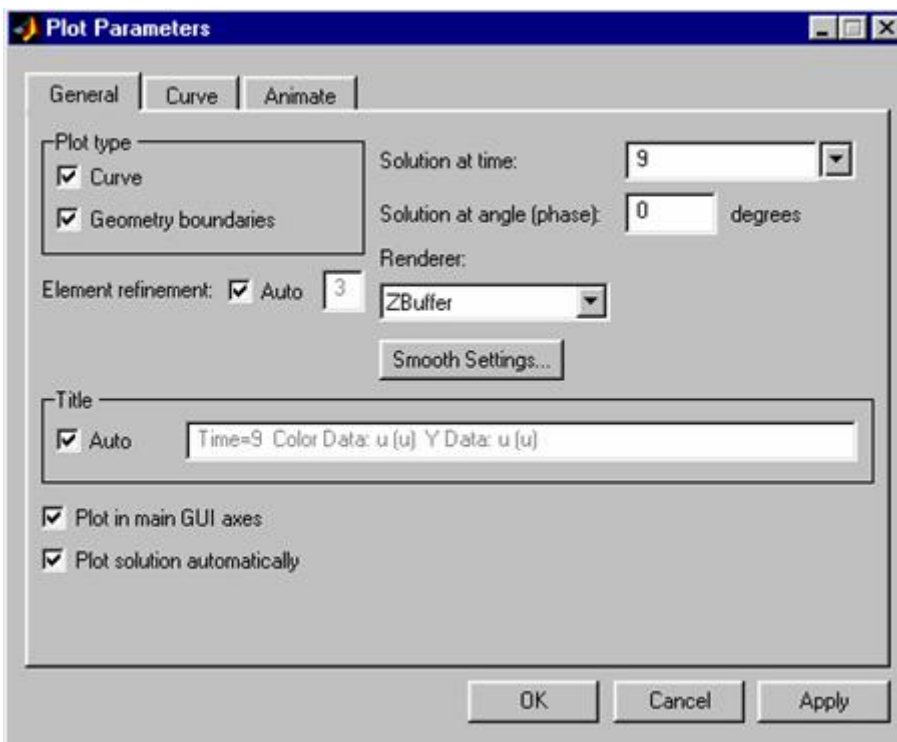 Plot Parameters
General Curve Animate
Plot type
Curve
Geometry boundaries
Solution at time: 9
Solution at angle (phase): 0 degrees
Element refinement: Auto 3
Renderer:
ZBuffer
Smooth Settings...
Title
Auto Time=9 Color Data: u (u) Y Data: u (u)
Plot in main GUI axes
Plot solution automatically
OK Cancel Apply